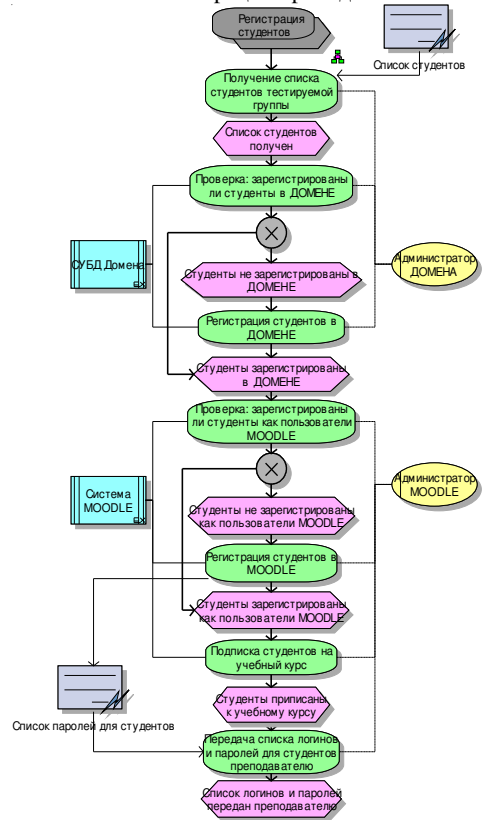 Регистрация
студентов
Список студентов
Получение списка
студентов тестируемой
группы
Список студентов
получен
Проверка: зарегистрированы
ли студенты в ДОМЕНЕ
СУБД Домена
Администратор
ДОМЕНА
Студенты не зарегистрированы в
ДОМЕНЕ
Регистрация студентов в
ДОМЕНЕ
Студенты зарегистрированы
в ДОМЕНЕ
Проверка: зарегистрированы
ли студенты как пользователи
MOODLE
Система
MOODLE
Администратор
MOODLE
Студенты не зарегистрированы
как пользователи MOODLE
Регистрация студентов в
MOODLE
Студенты зарегистрированы
как пользователи MOODLE
Подписка студентов на
учебный курс
Студенты приписаны
к учебному курсу
Список паролей для студентов
Передача списка логинов
и паролей для студентов
преподавателю
Список логинов и паролей
передан преподавателю